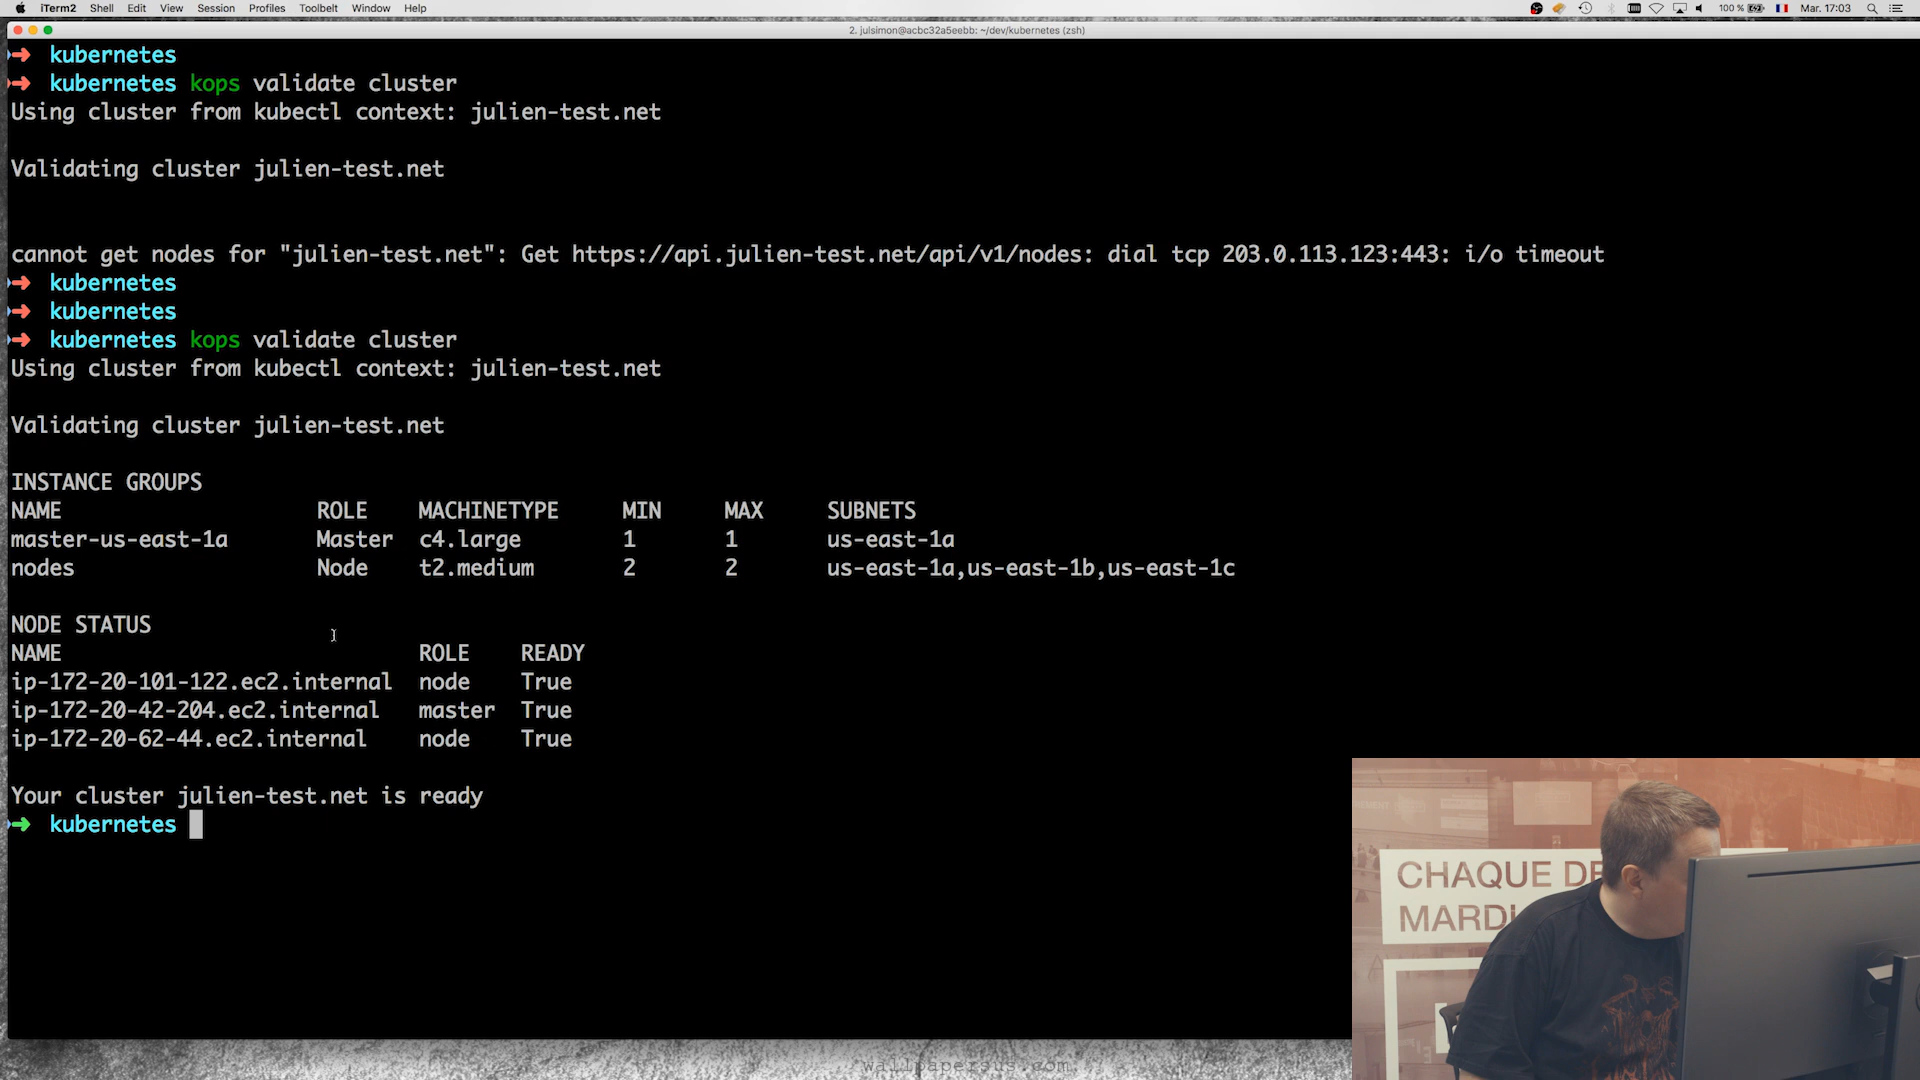 iTerm2 Shell Edit View Session Profiles Toolbelt Window Help 100 % Mar. 17:03
2. julsimon@acbc32a5eebb: ~/dev/kubernetes (zsh)
➜ kubernetes
➜ kubernetes kops validate cluster
Using cluster from kubectl context: julien-test.net
Validating cluster julien-test.net
cannot get nodes for "julien-test.net": Get https://api.julien-test.net/api/v1/nodes: dial tcp 203.0.113.123:443: i/o timeout
➜ kubernetes
➜ kubernetes
➜ kubernetes kops validate cluster
Using cluster from kubectl context: julien-test.net
Validating cluster julien-test.net
INSTANCE GROUPS
NAME ROLE MACHINETYPE MIN MAX SUBNETS
master-us-east-1a Master c4.large 1 1 us-east-1a
nodes Node t2.medium 2 2 us-east-1a,us-east-1b,us-east-1c
NODE STATUS
NAME ROLE READY
ip-172-20-101-122.ec2.internal node True
ip-172-20-42-204.ec2.internal master True
ip-172-20-62-44.ec2.internal node True
Your cluster julien-test.net is ready
➜ kubernetes
CHAQUE DE
MARDI
wallpapersus.com